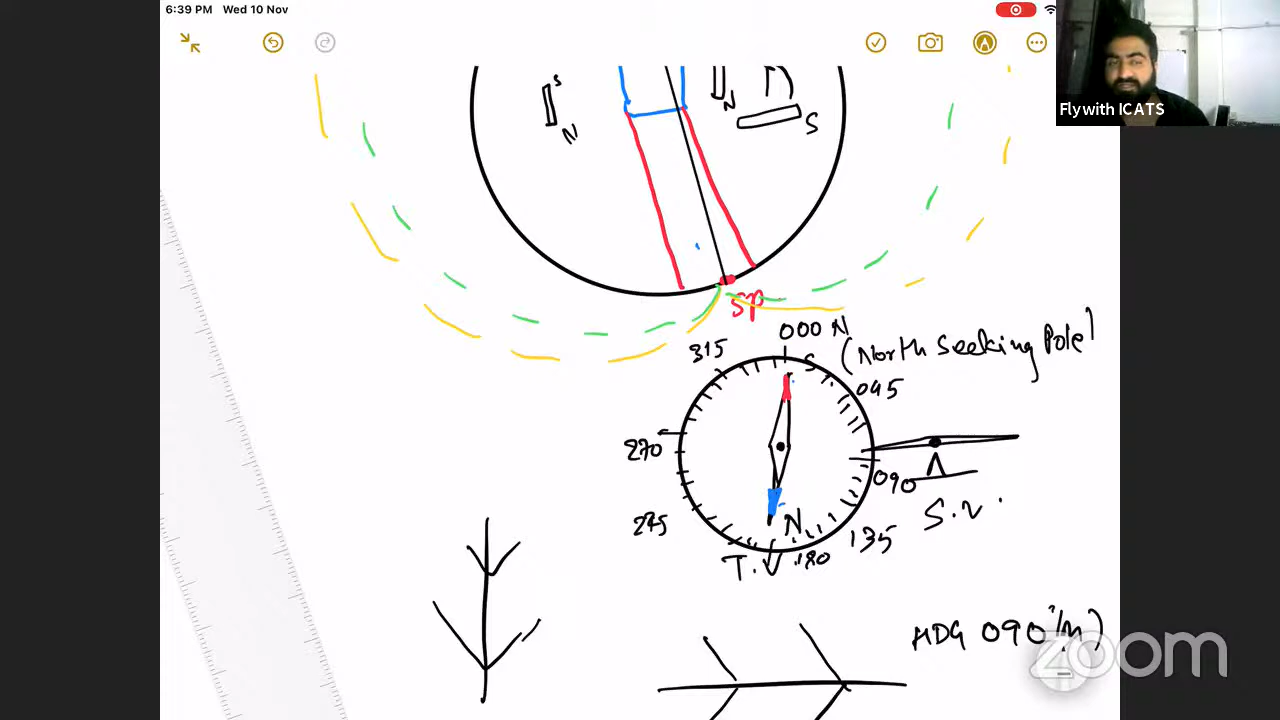 6:39 PM Wed 10 Nov
Flywith ICATS
S
N
N
S
SP
000 N
(North Seeking Pole)
315
S
045
270
090
S.V.
245
N
135
T.V
180
HDG 090°(M)
zoom